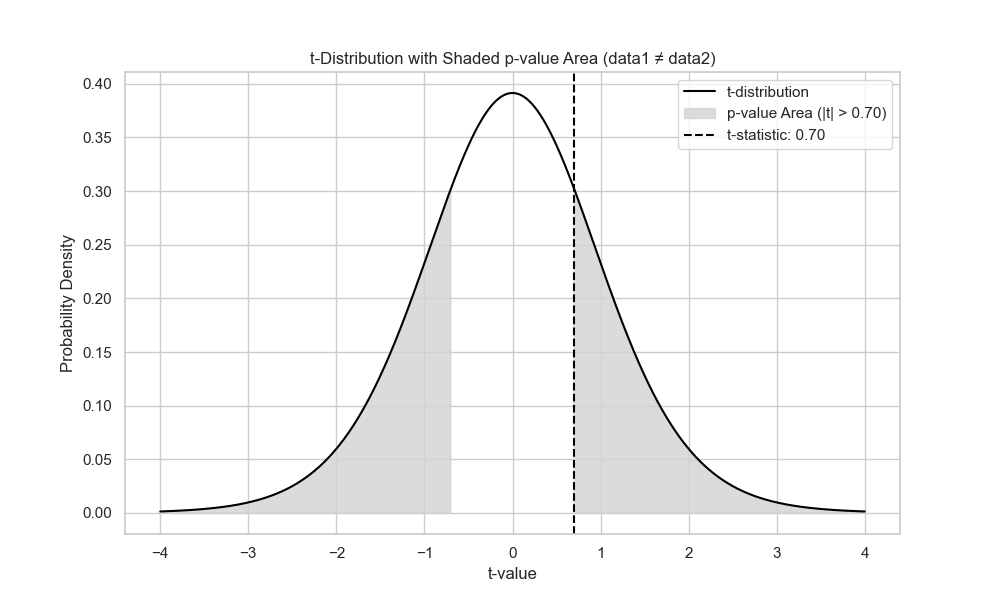 t-Distribution with Shaded p-value Area (data1 ≠ data2)
t-distribution
p-value Area (|t| > 0.70)
t-statistic: 0.70
Probability Density
0.40
0.35
0.30
0.25
0.20
0.15
0.10
0.05
0.00
−4 −3 −2 −1 0 1 2 3 4
t-value